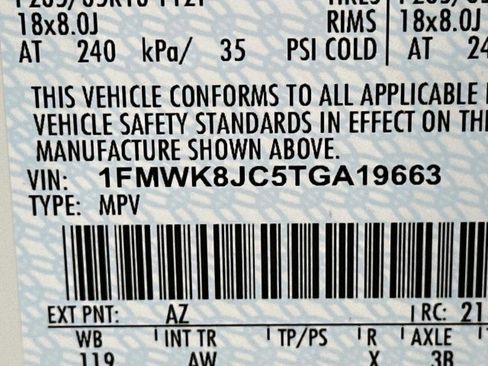 18x8.0J RIMS 18x8.0J
AT 240 kPa/ 35 PSI COLD AT
THIS VEHICLE CONFORMS TO ALL APPLICABLE
VEHICLE SAFETY STANDARDS IN EFFECT ON
MANUFACTURE SHOWN ABOVE.
VIN: 1FMWK8JC5TGA19663
TYPE: MPV
EXT PNT: AZ RC: 21
WB INT TR TP/PS R AXLE
119 AW X 3B